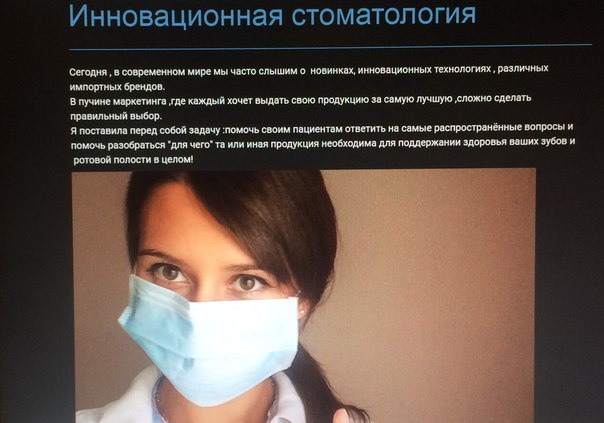 Инновационная стоматология
Сегодня , в современном мире мы часто слышим о  новинках, инновационных технологиях , различных
импортных брендов.
В пучине маркетинга ,где каждый хочет выдать свою продукцию за самую лучшую ,сложно сделать
правильный выбор.
Я поставила перед собой задачу :помочь своим пациентам ответить на самые распространённые вопросы и
помочь разобраться "для чего" та или иная продукция необходима для поддержании здоровья ваших зубов и
ротовой полости в целом!